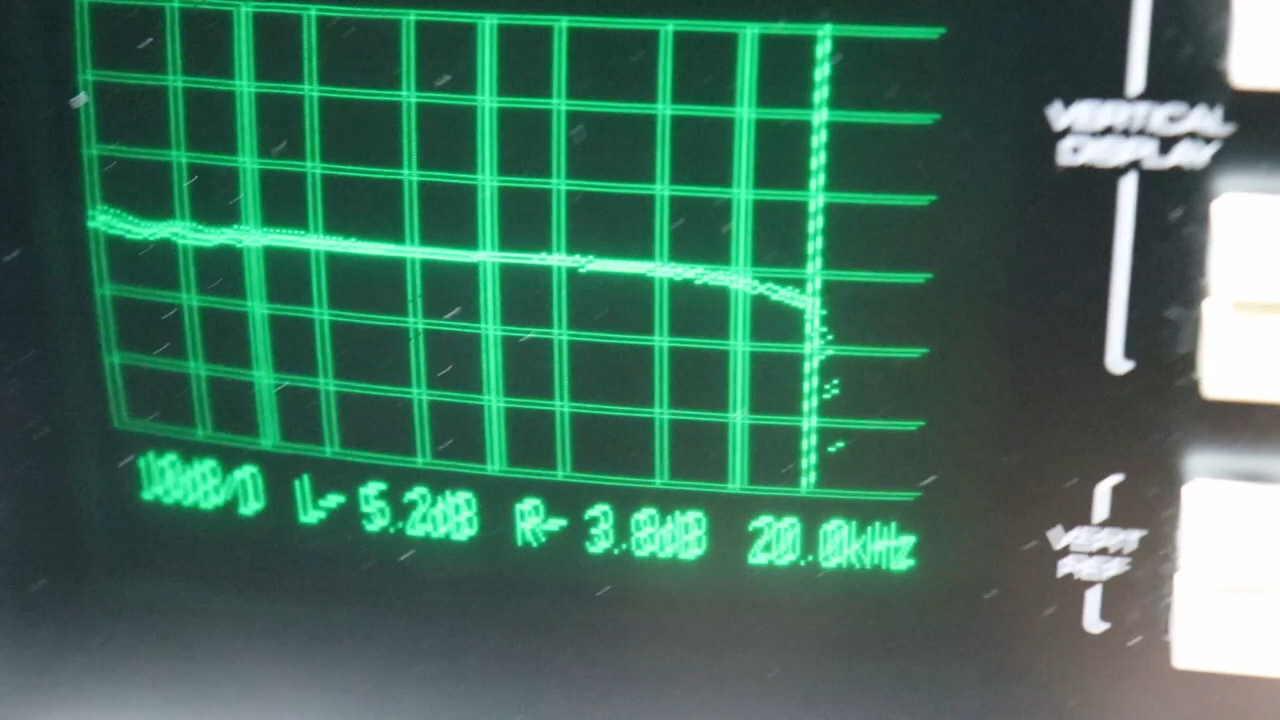 VERTICAL
DISPLAY
10dB/D L- 5.2dB R- 3.8dB 20.0kHz
VERT
REF